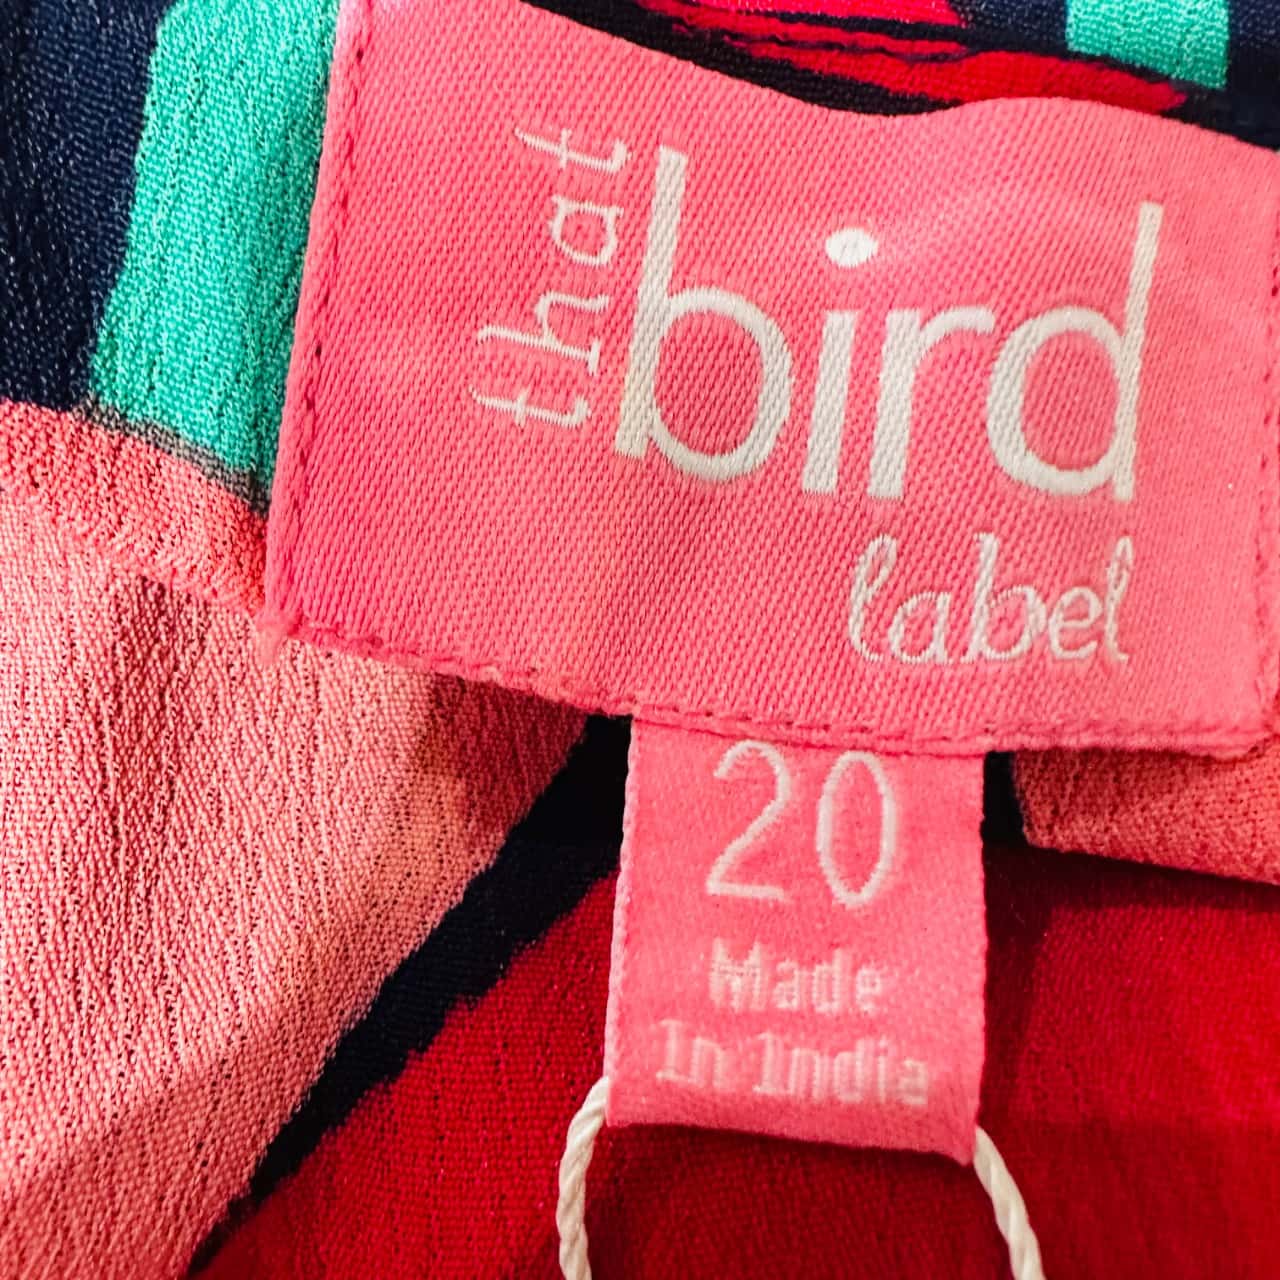 that
bird
label
20
Made
In India